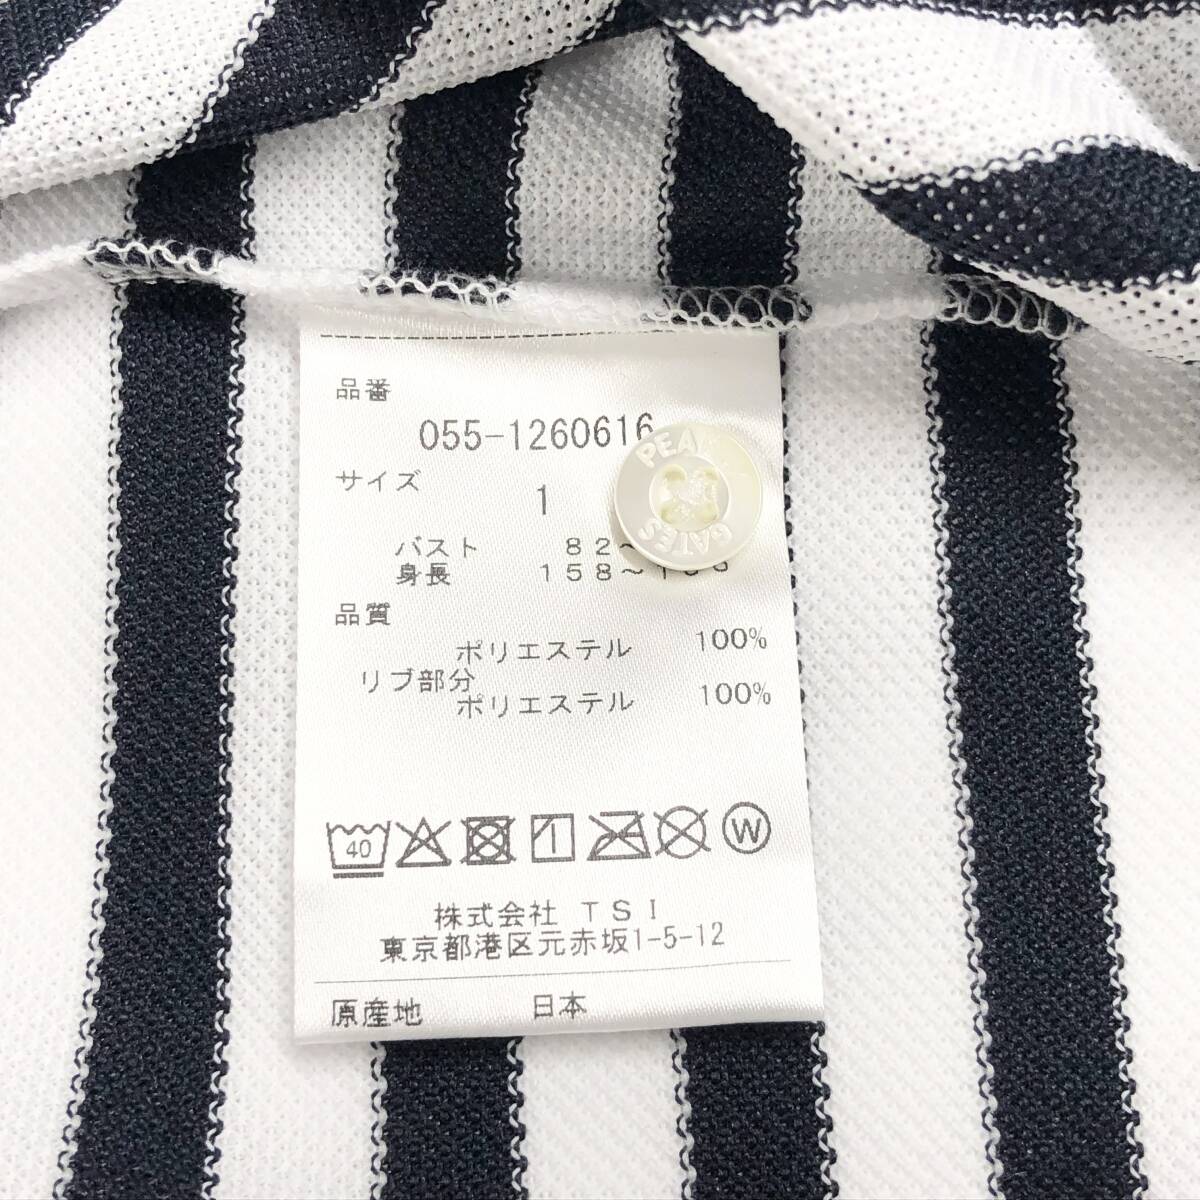 品番
055-1260616
サイズ 1
バスト 82～
身長 158～
品質
ポリエステル 100%
リブ部分
ポリエステル 100%
40
W
株式会社 TSI
東京都港区元赤坂1-5-12
原産地 日本
GATES